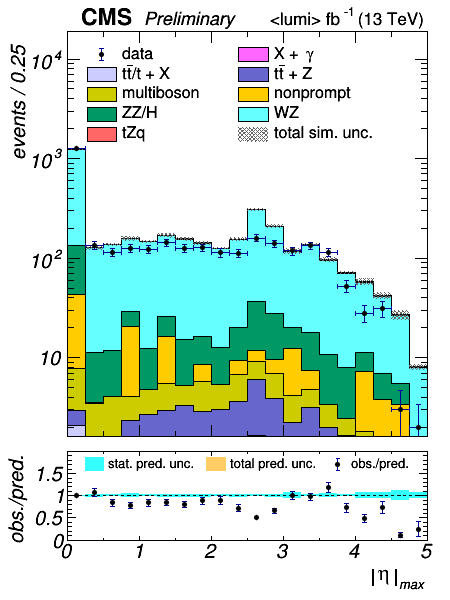 CMS Preliminary <lumi> fb⁻¹ (13 TeV)
events / 0.25
10⁴
10³
10²
10
data
X + γ
tt̄/t + X
tt̄ + Z
multiboson
nonprompt
ZZ/H
WZ
tZq
total sim. unc.
obs./pred.
stat. pred. unc.
total pred. unc.
obs./pred.
1.5
1
0.5
0
0 1 2 3 4 5
|η|max